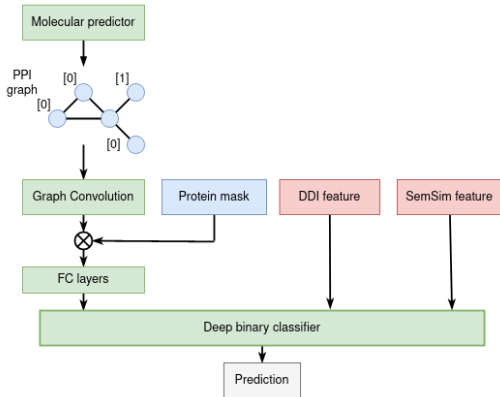 Molecular predictor
PPI
graph
[0]
[1]
[0]
[0]
Graph Convolution
Protein mask
DDI feature
SemSim feature
FC layers
Deep binary classifier
Prediction